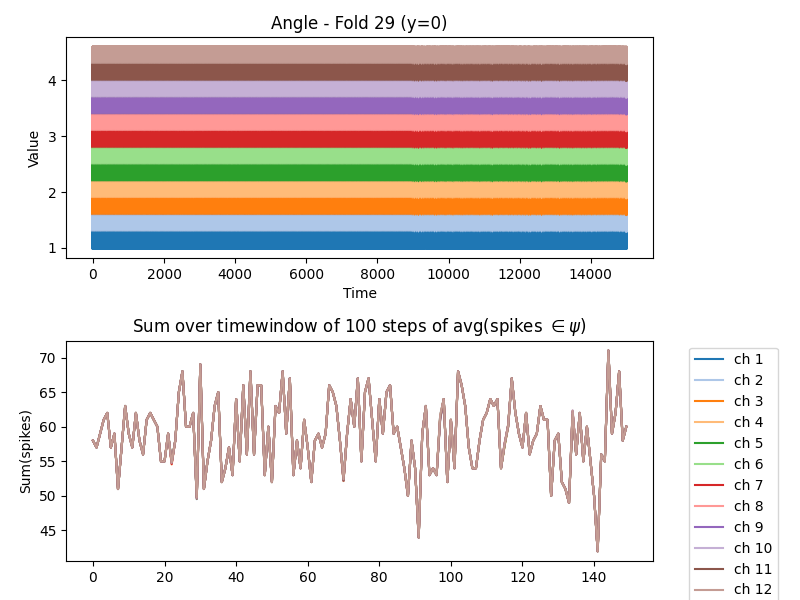 Angle - Fold 29 (y=0)
4
3
2
1
Value
0 2000 4000 6000 8000 10000 12000 14000
Time
Sum over timewindow of 100 steps of avg(spikes ∈ψ)
70
65
60
55
50
45
Sum(spikes)
0 20 40 60 80 100 120 140
ch 1
ch 2
ch 3
ch 4
ch 5
ch 6
ch 7
ch 8
ch 9
ch 10
ch 11
ch 12